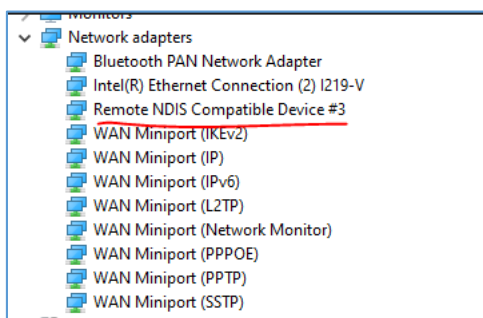 Monitors
Network adapters
Bluetooth PAN Network Adapter
Intel(R) Ethernet Connection (2) I219-V
Remote NDIS Compatible Device #3
WAN Miniport (IKEv2)
WAN Miniport (IP)
WAN Miniport (IPv6)
WAN Miniport (L2TP)
WAN Miniport (Network Monitor)
WAN Miniport (PPPOE)
WAN Miniport (PPTP)
WAN Miniport (SSTP)